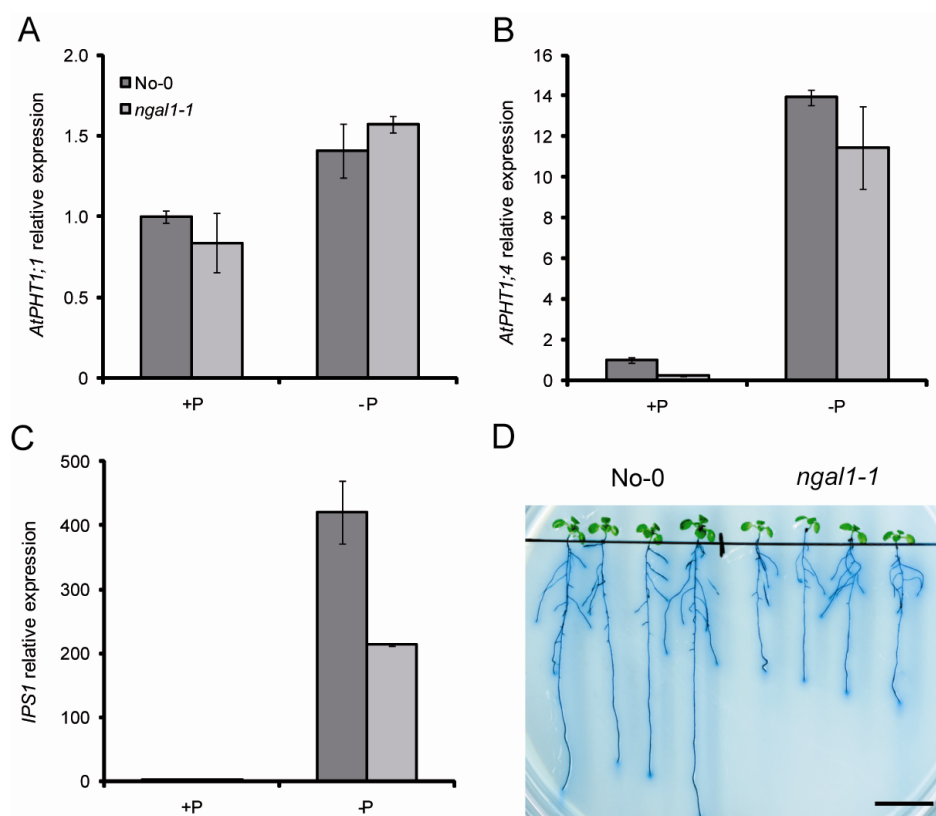 A
AtPHT1;1 relative expression
2.0
1.5
1.0
0.5
0
No-0
ngal1-1
+P
-P
B
AtPHT1;4 relative expression
16
14
12
10
8
6
4
2
0
+P
-P
C
IPS1 relative expression
500
400
300
200
100
0
+P
-P
D
No-0
ngal1-1